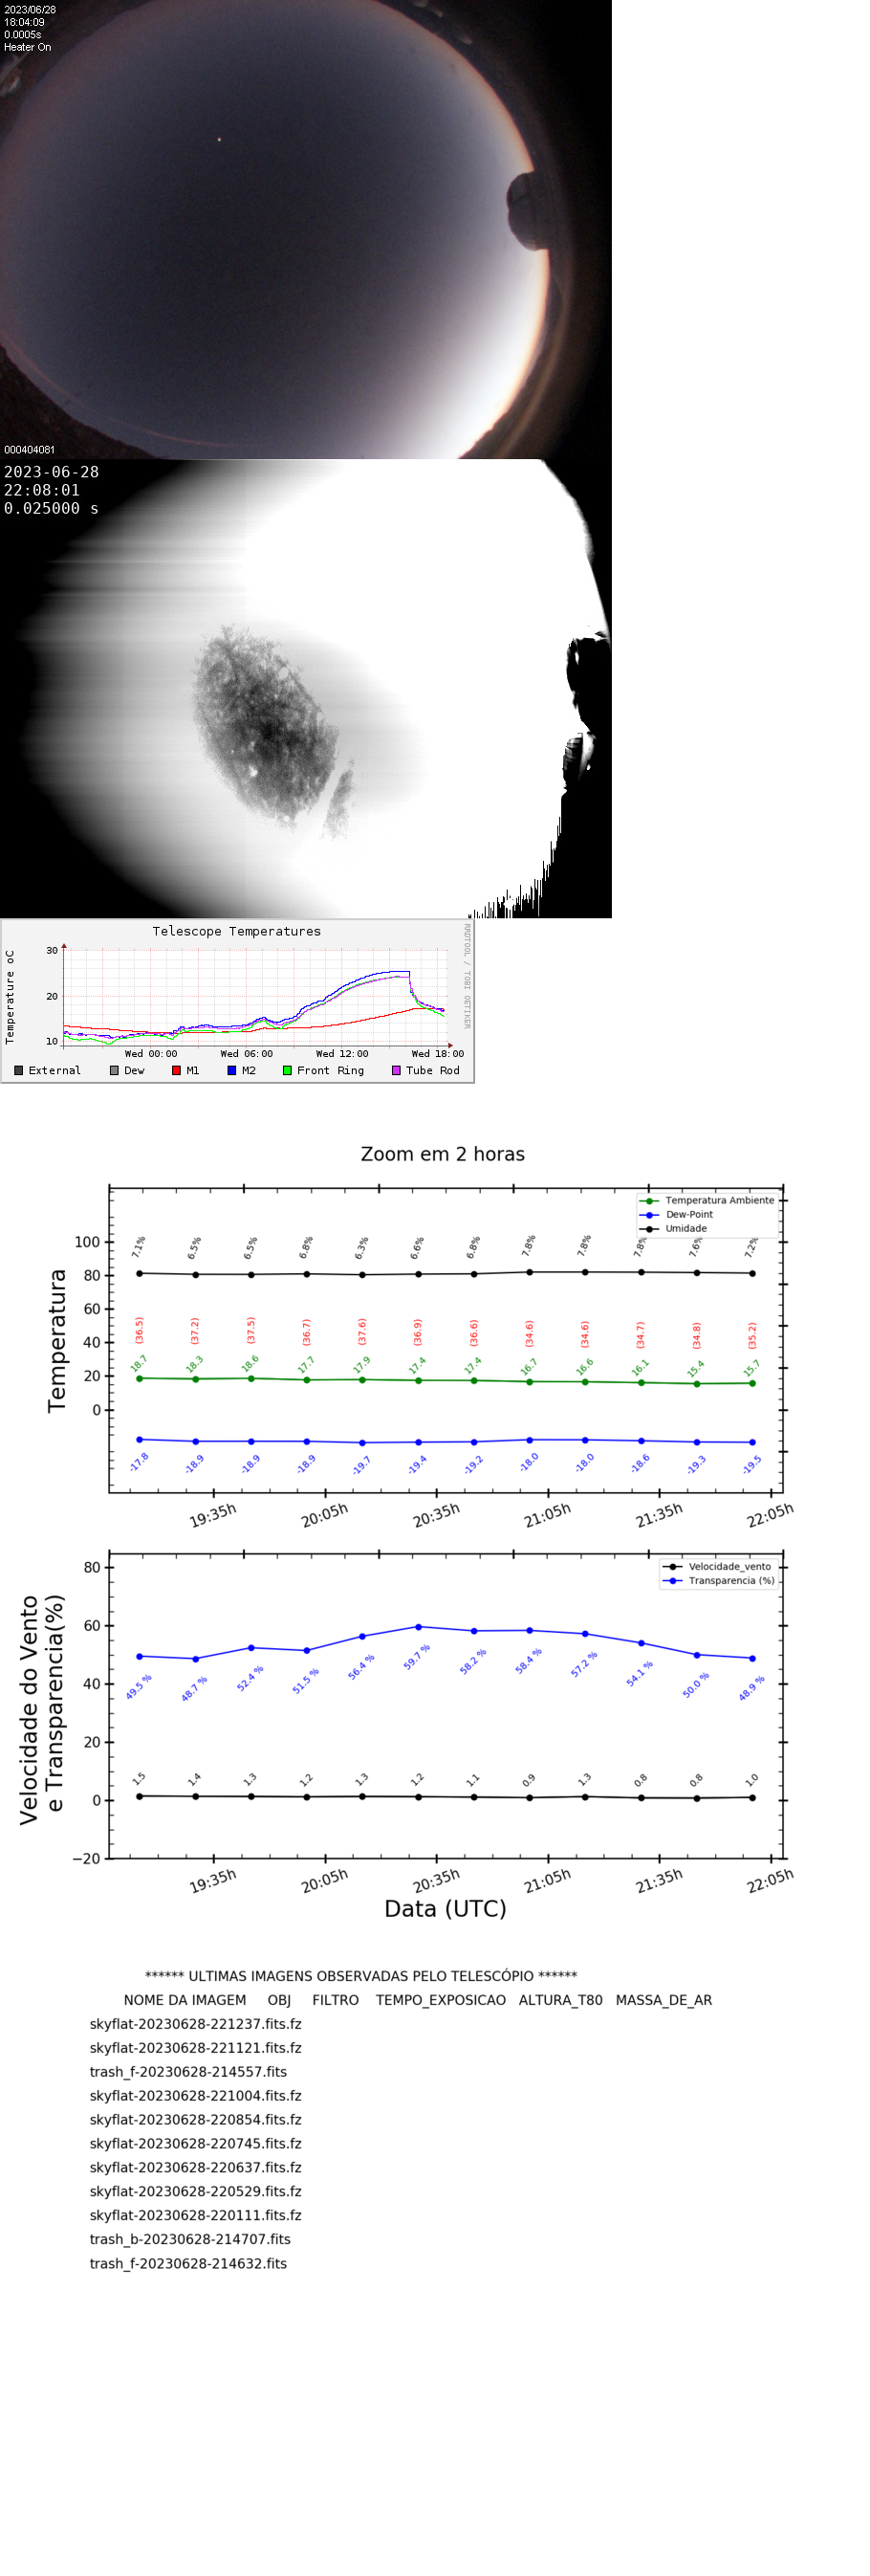 2023/06/28
18:04:09
0.0005s
Heater On
000404081
2023-06-28
22:08:01
0.025000 s
Telescope Temperatures
RRDTOOL / TOBI OETIKER
Temperature oC
30
20
10
Wed 00:00 Wed 06:00 Wed 12:00 Wed 18:00
External Dew M1 M2 Front Ring Tube Rod
Zoom em 2 horas
Temperatura Ambiente
Dew-Point
Umidade
Temperatura
100
80
60
40
20
0
7.1% 6.5% 6.5% 6.8% 6.3% 6.6% 6.8% 7.8% 7.8% 7.8% 7.6% 7.2%
(36.5) (37.2) (37.5) (36.7) (37.6) (36.9) (36.6) (34.6) (34.6) (34.7) (34.8) (35.2)
18.7 18.3 18.6 17.7 17.9 17.4 17.4 16.7 16.6 16.1 15.4 15.7
-17.8 -18.9 -18.9 -18.9 -19.7 -19.4 -19.2 -18.0 -18.0 -18.6 -19.3 -19.5
19:35h 20:05h 20:35h 21:05h 21:35h 22:05h
Velocidade_vento
Transparencia (%)
Velocidade do Vento
e Transparencia(%)
80
60
40
20
0
−20
49.5 % 48.7 % 52.4 % 51.5 % 56.4 % 59.7 % 58.2 % 58.4 % 57.2 % 54.1 % 50.0 % 48.9 %
1.5 1.4 1.3 1.2 1.3 1.2 1.1 0.9 1.3 0.8 0.8 1.0
19:35h 20:05h 20:35h 21:05h 21:35h 22:05h
Data (UTC)
****** ULTIMAS IMAGENS OBSERVADAS PELO TELESCÓPIO ******
NOME DA IMAGEM OBJ FILTRO TEMPO_EXPOSICAO ALTURA_T80 MASSA_DE_AR
skyflat-20230628-221237.fits.fz
skyflat-20230628-221121.fits.fz
trash_f-20230628-214557.fits
skyflat-20230628-221004.fits.fz
skyflat-20230628-220854.fits.fz
skyflat-20230628-220745.fits.fz
skyflat-20230628-220637.fits.fz
skyflat-20230628-220529.fits.fz
skyflat-20230628-220111.fits.fz
trash_b-20230628-214707.fits
trash_f-20230628-214632.fits